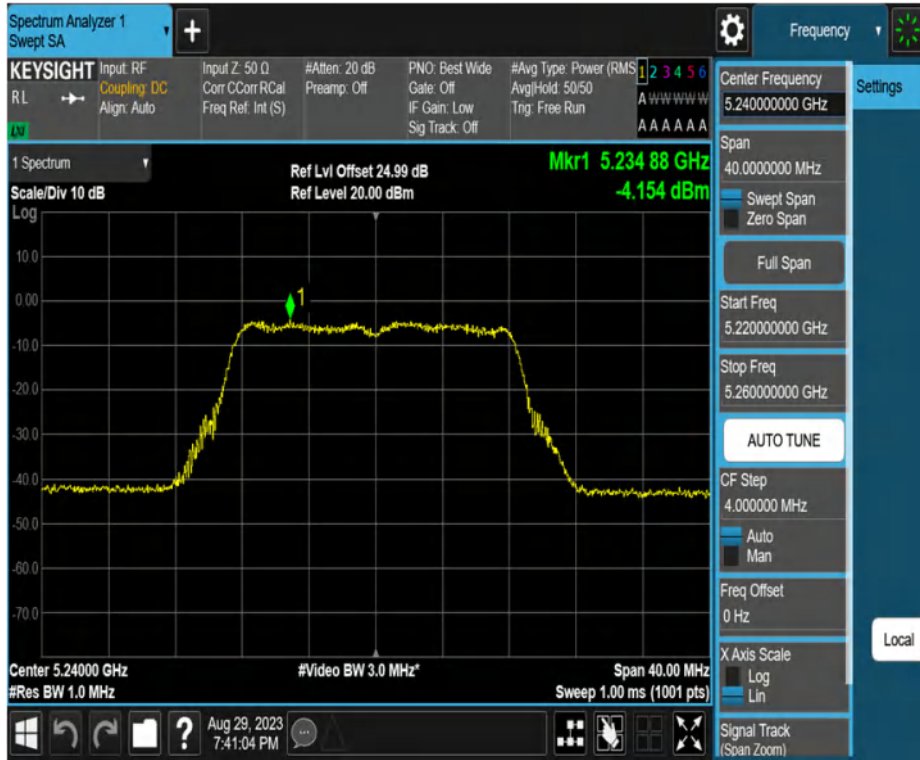 Spectrum Analyzer 1
Swept SA
Frequency
KEYSIGHT
RL
LXI
Input: RF
Coupling: DC
Align: Auto
Input Z: 50 Ω
Corr CCorr RCal
Freq Ref: Int (S)
#Atten: 20 dB
Preamp: Off
PNO: Best Wide
Gate: Off
IF Gain: Low
Sig Track: Off
#Avg Type: Power (RMS
Avg|Hold: 50/50
Trig: Free Run
1 2 3 4 5 6
A W W W W W
A A A A A A
1 Spectrum
Scale/Div 10 dB
Ref Lvl Offset 24.99 dB
Ref Level 20.00 dBm
Mkr1 5.234 88 GHz
-4.154 dBm
Log
10.0
0.00
-10.0
-20.0
-30.0
-40.0
-50.0
-60.0
-70.0
1
Center 5.24000 GHz
#Res BW 1.0 MHz
#Video BW 3.0 MHz*
Span 40.00 MHz
Sweep 1.00 ms (1001 pts)
?
Aug 29, 2023
7:41:04 PM
Center Frequency
5.240000000 GHz
Span
40.0000000 MHz
Swept Span
Zero Span
Full Span
Start Freq
5.220000000 GHz
Stop Freq
5.260000000 GHz
AUTO TUNE
CF Step
4.000000 MHz
Auto
Man
Freq Offset
0 Hz
X Axis Scale
Log
Lin
Signal Track
(Span Zoom)
Settings
Local